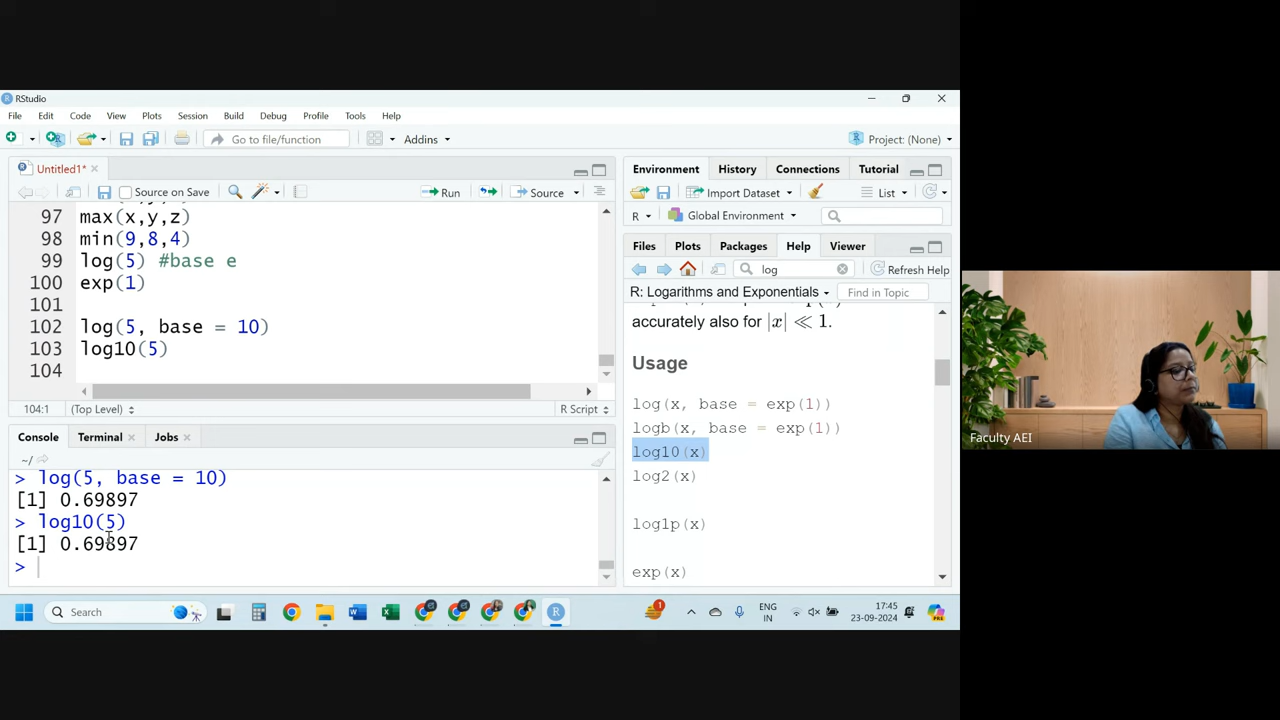 RStudio
File Edit Code View Plots Session Build Debug Profile Tools Help
Go to file/function Addins Project: (None)
Untitled1*
Source on Save Run Source
97 max(x,y,z)
98 min(9,8,4)
99 log(5) #base e
100 exp(1)
101
102 log(5, base = 10)
103 log10(5)
104
104:1 (Top Level) R Script
Console Terminal Jobs
~/
> log(5, base = 10)
[1] 0.69897
> log10(5)
[1] 0.69897
>
Environment History Connections Tutorial
Import Dataset List
R Global Environment
Files Plots Packages Help Viewer
log Refresh Help
R: Logarithms and Exponentials Find in Topic
accurately also for |x| ≪ 1.
Usage
log(x, base = exp(1))
logb(x, base = exp(1))
log10(x)
log2(x)
log1p(x)
exp(x)
Faculty AEI
Search
1
ENG
IN
17:45
23-09-2024